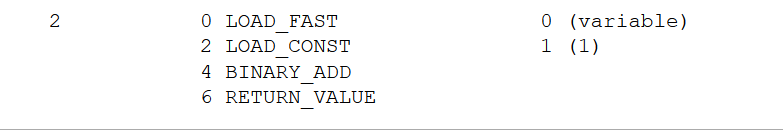 2 0 LOAD_FAST 0 (variable)
2 LOAD_CONST 1 (1)
4 BINARY_ADD
6 RETURN_VALUE